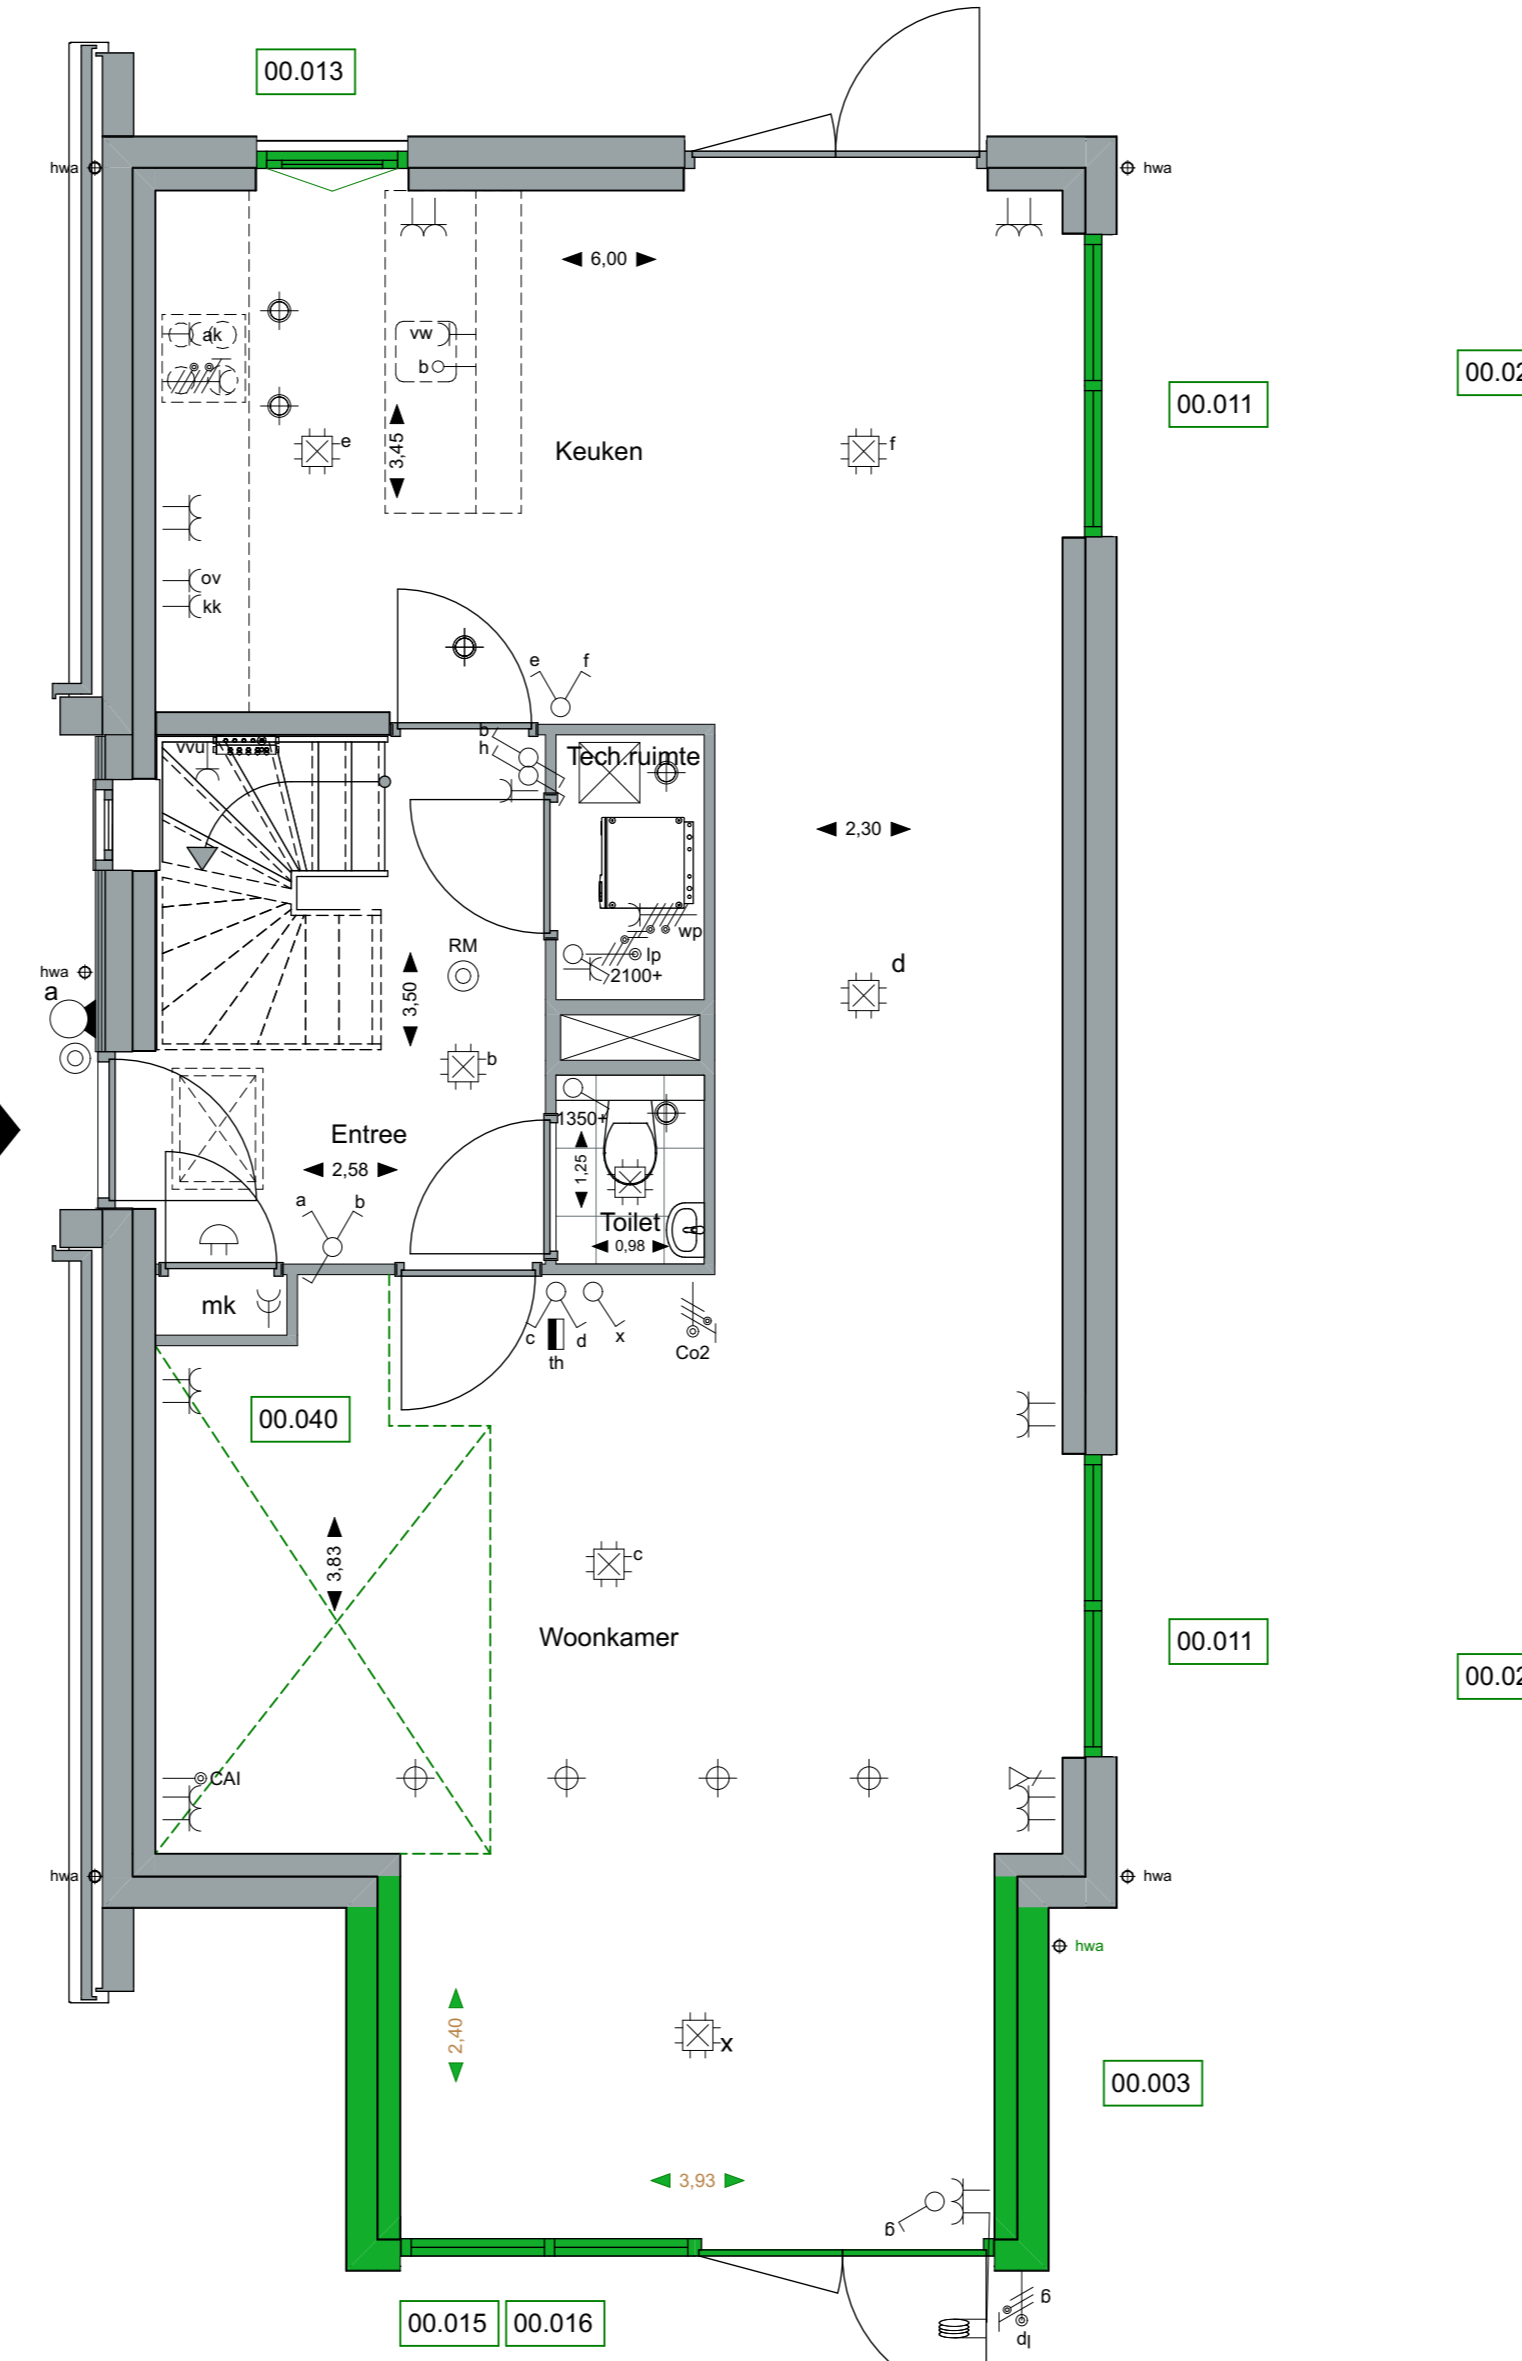 00.013
hwa
hwa
6,00
ak
vw
b
00.02
00.011
3,45
e
Keuken
f
ov
kk
e
f
b
h
vvu
Tech.ruimte
2,30
RM
wp
lp
2100+
hwa
a
3,50
d
b
1350+
Entree
1,25
2,58
a
b
Toilet
0,98
mk
c
d
x
th
Co2
00.040
3,83
c
Woonkamer
00.011
00.02
CAI
hwa
hwa
hwa
2,40
x
00.003
3,93
g
g
lp
00.015
00.016